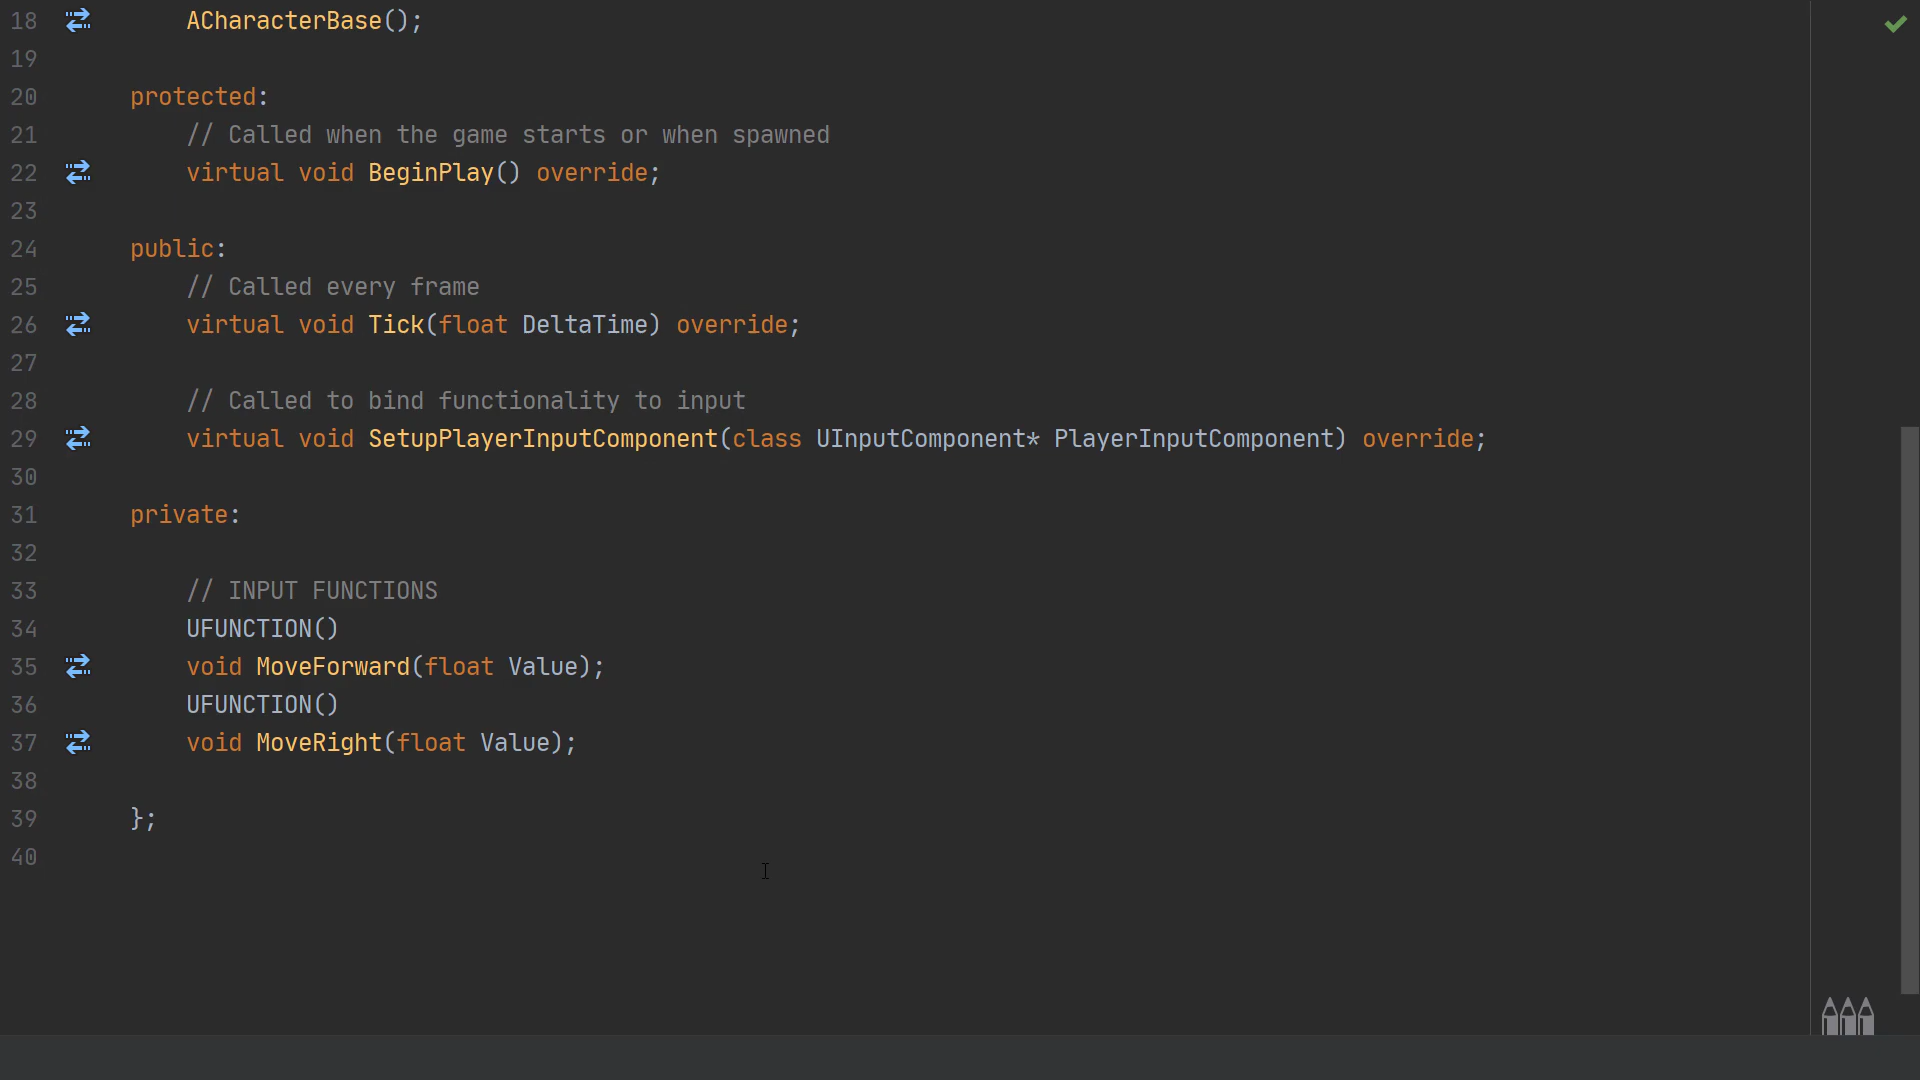 18 ACharacterBase();
19
20 protected:
21 // Called when the game starts or when spawned
22 virtual void BeginPlay() override;
23
24 public:
25 // Called every frame
26 virtual void Tick(float DeltaTime) override;
27
28 // Called to bind functionality to input
29 virtual void SetupPlayerInputComponent(class UInputComponent* PlayerInputComponent) override;
30
31 private:
32
33 // INPUT FUNCTIONS
34 UFUNCTION()
35 void MoveForward(float Value);
36 UFUNCTION()
37 void MoveRight(float Value);
38
39 };
40